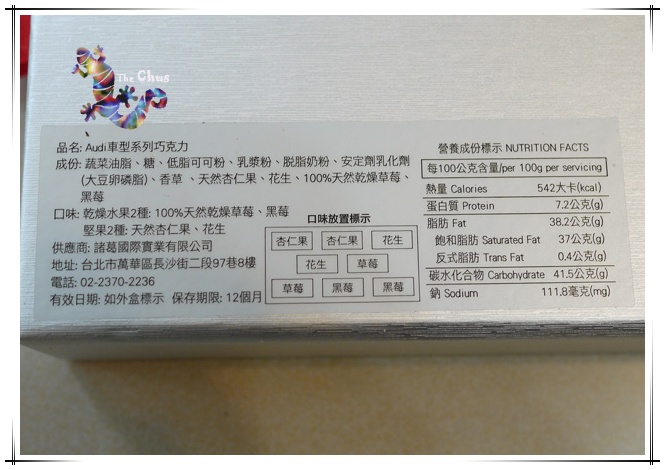 The Chus
品名: Audi車型系列巧克力
成份: 蔬菜油脂、糖、低脂可可粉、乳漿粉、脫脂奶粉、安定劑乳化劑
(大豆卵磷脂)、香草 、天然杏仁果、花生、100%天然乾燥草莓、
黑莓
口味: 乾燥水果2種: 100%天然乾燥草莓、黑莓
堅果2種: 天然杏仁果、花生
供應商: 諸葛國際實業有限公司
地址: 台北市萬華區長沙街二段97巷8樓
電話: 02-2370-2236
有效日期: 如外盒標示 保存期限: 12個月
口味放置標示
杏仁果 杏仁果 花生
花生 草莓
草莓 黑莓 黑莓
營養成份標示 NUTRITION FACTS
每100公克含量/per 100g per servicing
熱量 Calories 542大卡(kcal)
蛋白質 Protein 7.2公克(g)
脂肪 Fat 38.2公克(g)
飽和脂肪 Saturated Fat 37公克(g)
反式脂肪 Trans Fat 0.4公克(g)
碳水化合物 Carbohydrate 41.5公克(g)
鈉 Sodium 111.8毫克(mg)